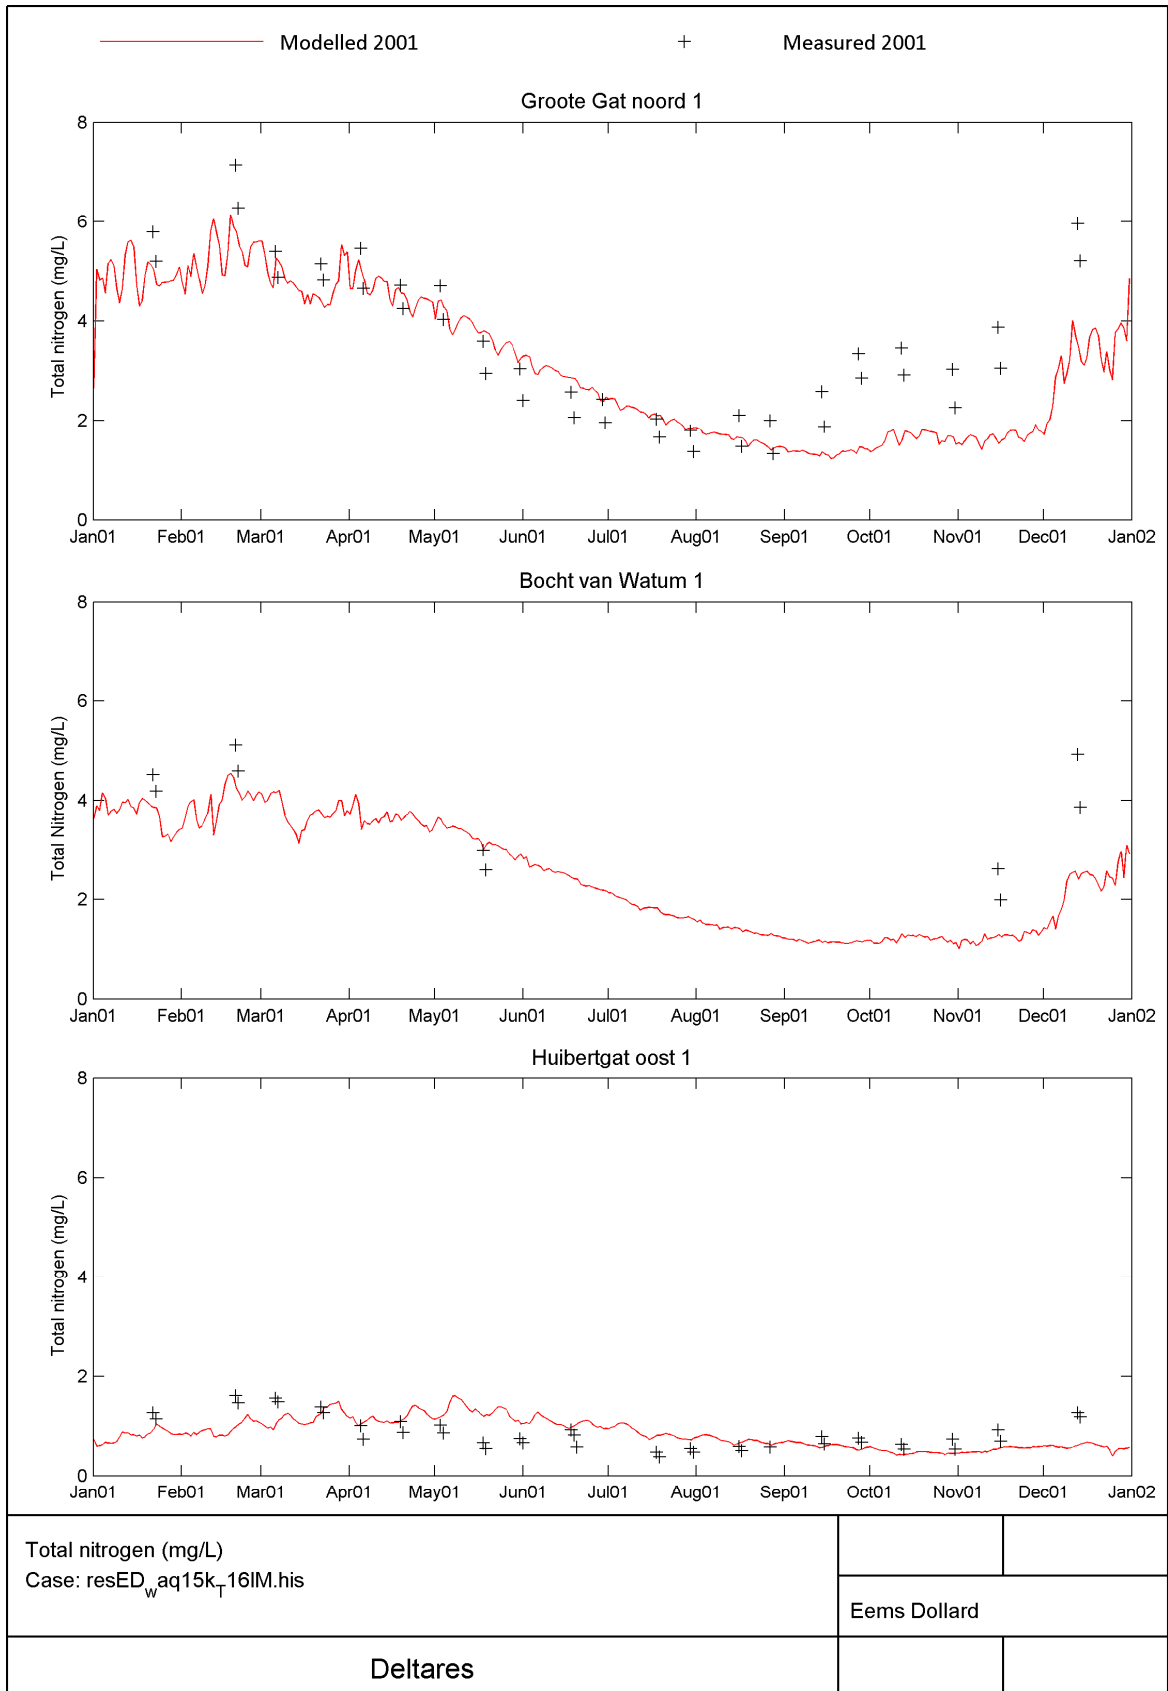 Modelled 2001 Measured 2001
Groote Gat noord 1
Total nitrogen (mg/L)
8
6
4
2
0
Jan01 Feb01 Mar01 Apr01 May01 Jun01 Jul01 Aug01 Sep01 Oct01 Nov01 Dec01 Jan02
Bocht van Watum 1
Total Nitrogen (mg/L)
8
6
4
2
0
Jan01 Feb01 Mar01 Apr01 May01 Jun01 Jul01 Aug01 Sep01 Oct01 Nov01 Dec01 Jan02
Huibertgat oost 1
Total nitrogen (mg/L)
8
6
4
2
0
Jan01 Feb01 Mar01 Apr01 May01 Jun01 Jul01 Aug01 Sep01 Oct01 Nov01 Dec01 Jan02
Total nitrogen (mg/L)
Case: resED_waq15k_T16IM.his
Eems Dollard
Deltares